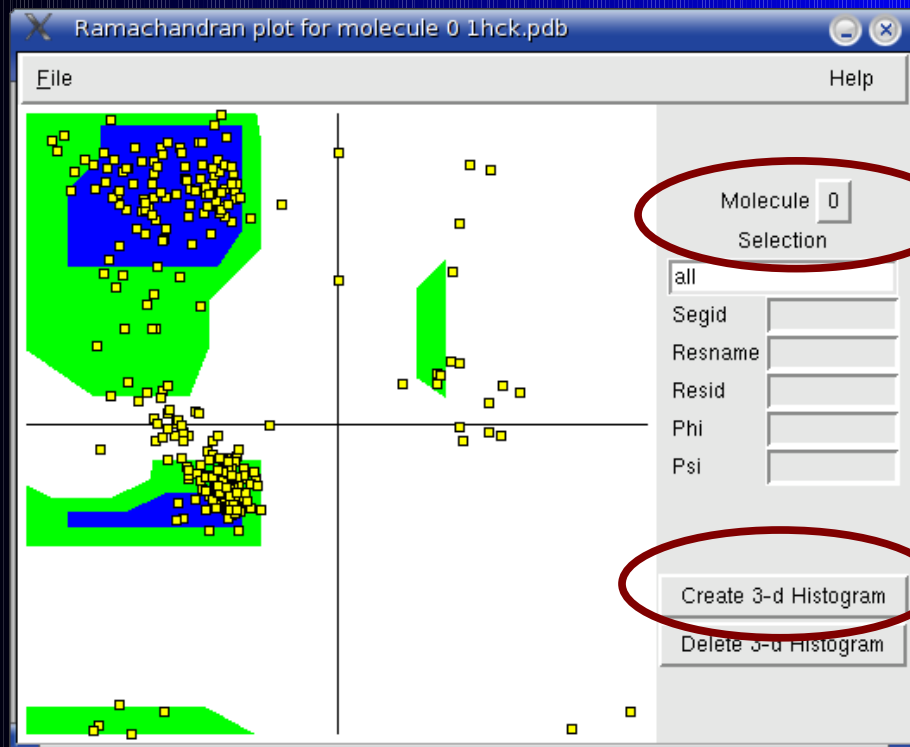 Ramachandran plot for molecule 0 1hck.pdb
File Help
Molecule 0
Selection
all
Segid
Resname
Resid
Phi
Psi
Create 3-d Histogram
Delete 3-d Histogram